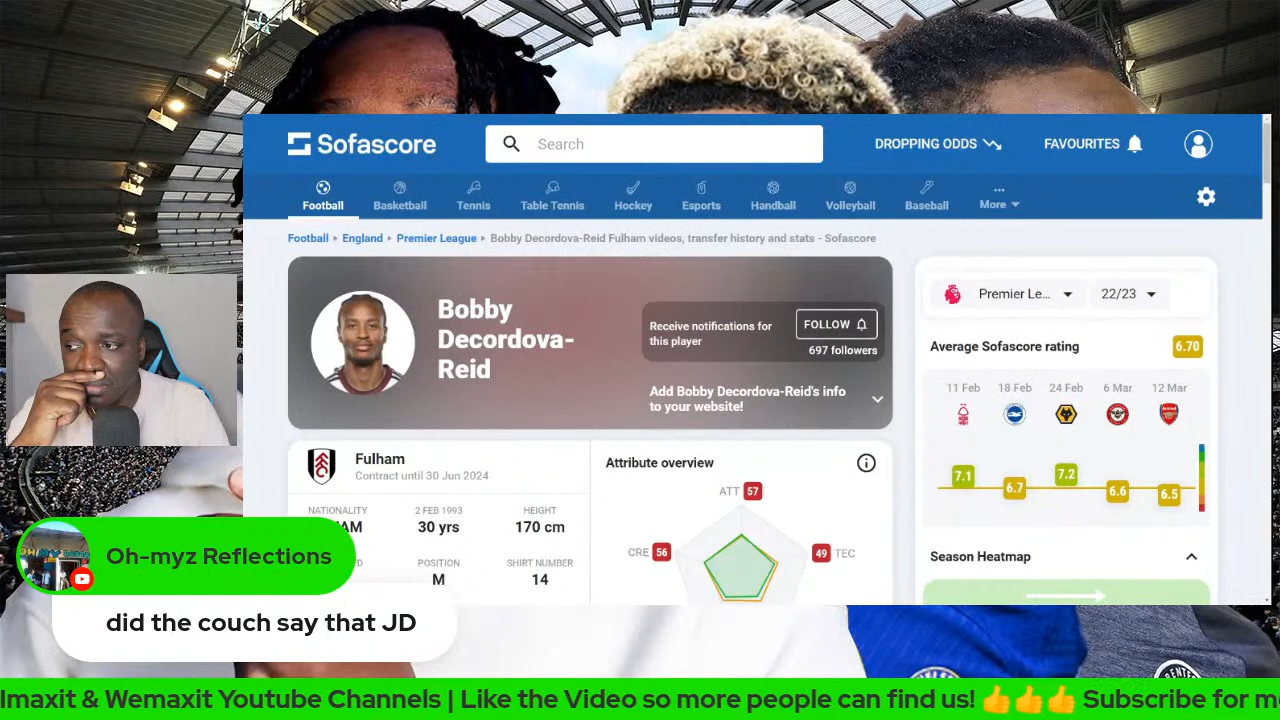 Sofascore
Search
DROPPING ODDS
FAVOURITES
Football
Basketball
Tennis
Table Tennis
Hockey
Esports
Handball
Volleyball
Baseball
More
Football
England
Premier League
Bobby Decordova-Reid Fulham videos, transfer history and stats - Sofascore
Bobby
Decordova-
Reid
Receive notifications for
this player
FOLLOW
697 followers
Add Bobby Decordova-Reid's info
to your website!
Fulham
Contract until 30 Jun 2024
NATIONALITY
2 FEB 1993
HEIGHT
AM
30 yrs
170 cm
POSITION
SHIRT NUMBER
M
14
Attribute overview
ATT 57
CRE 56
49 TEC
Premier Le...
22/23
Average Sofascore rating
6.70
11 Feb
18 Feb
24 Feb
6 Mar
12 Mar
7.1
6.7
7.2
6.6
6.5
Season Heatmap
Oh-myz Reflections
did the couch say that JD
Imaxit & Wemaxit Youtube Channels | Like the Video so more people can find us! 👍👍👍 Subscribe for m